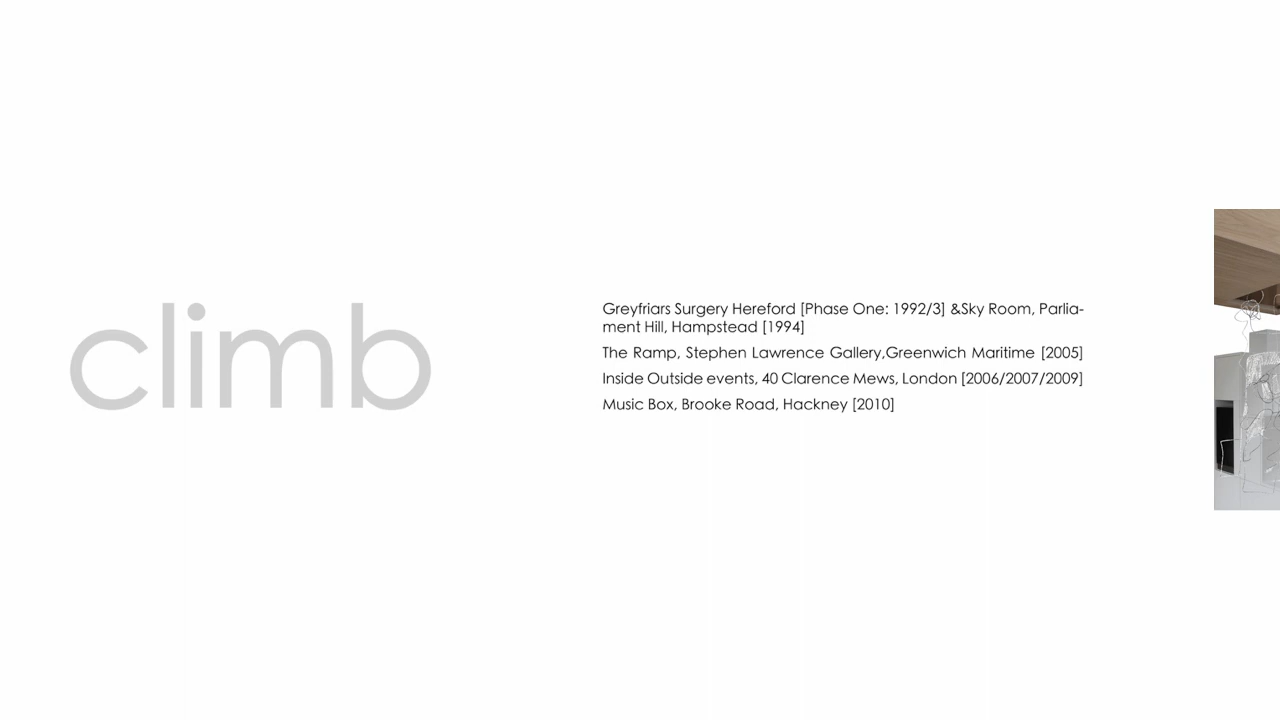 climb
Greyfriars Surgery Hereford [Phase One: 1992/3] &Sky Room, Parlia-
ment Hill, Hampstead [1994]
The Ramp, Stephen Lawrence Gallery,Greenwich Maritime [2005]
Inside Outside events, 40 Clarence Mews, London [2006/2007/2009]
Music Box, Brooke Road, Hackney [2010]